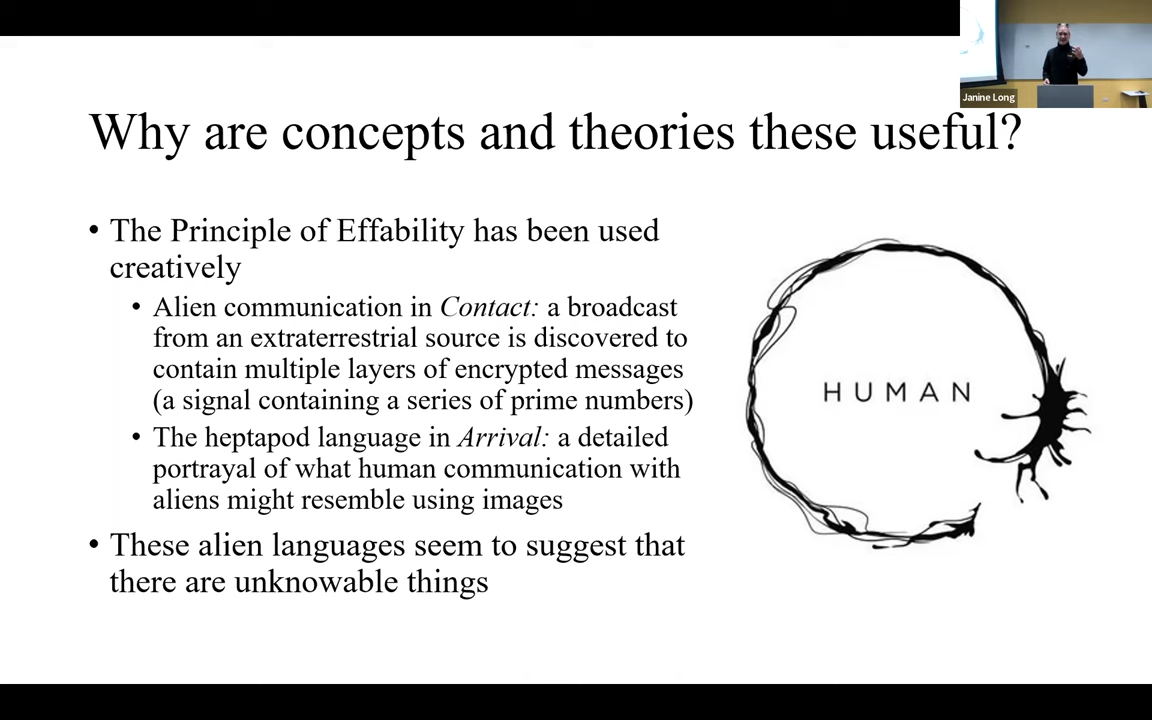 Janine Long
Why are concepts and theories these useful?
• The Principle of Effability has been used
creatively
• Alien communication in Contact: a broadcast
from an extraterrestrial source is discovered to
contain multiple layers of encrypted messages
(a signal containing a series of prime numbers)
• The heptapod language in Arrival: a detailed
portrayal of what human communication with
aliens might resemble using images
• These alien languages seem to suggest that
there are unknowable things
HUMAN